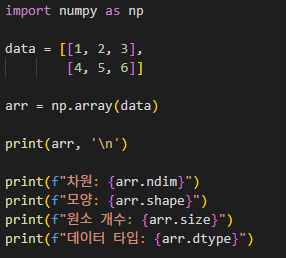 import numpy as np
data = [[1, 2, 3],
        [4, 5, 6]]
arr = np.array(data)
print(arr, '\n')
print(f"차원: {arr.ndim}")
print(f"모양: {arr.shape}")
print(f"원소 개수: {arr.size}")
print(f"데이터 타입: {arr.dtype}")